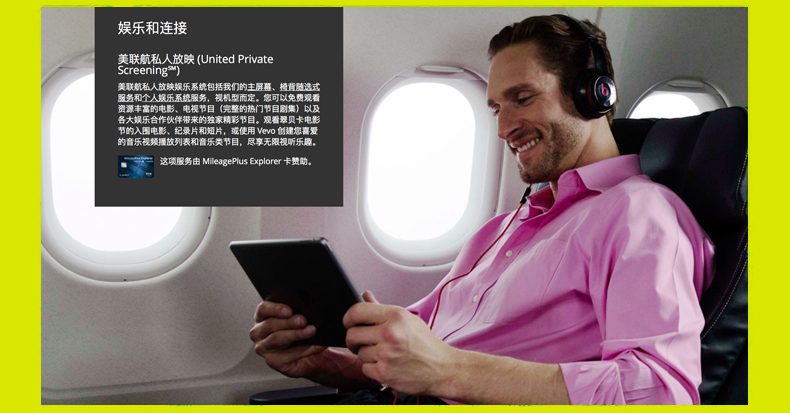 娱乐和连接
美联航私人放映 (United Private
Screening℠)
美联航私人放映娱乐系统包括我们的主屏幕、椅背随选式
服务和个人娱乐系统服务，视机型而定。您可以免费观看
资源丰富的电影、电视节目（完整的热门节目剧集）以及
各大娱乐合作伙伴带来的独家精彩节目。观看翠贝卡电影
节的入围电影、纪录片和短片，或使用 Vevo 创建您喜爱
的音乐视频播放列表和音乐类节目，尽享无限视听乐趣。
这项服务由 MileagePlus Explorer 卡赞助。